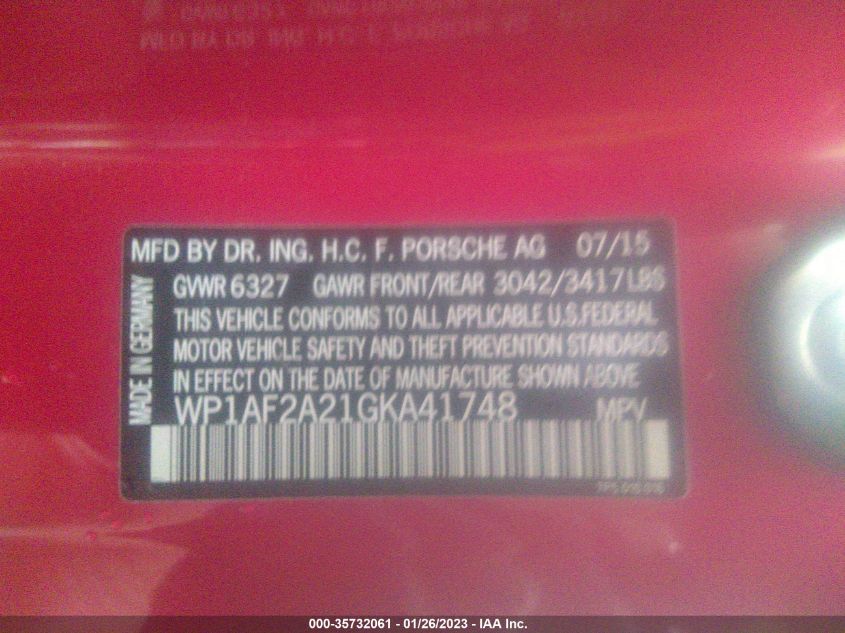 MFD BY DR. ING. H.C. F. PORSCHE AG 07/15
GVWR 6327 GAWR FRONT/REAR 3042/3417LBS
THIS VEHICLE CONFORMS TO ALL APPLICABLE U.S.FEDERAL
MOTOR VEHICLE SAFETY AND THEFT PREVENTION STANDARDS
IN EFFECT ON THE DATE OF MANUFACTURE SHOWN ABOVE
WP1AF2A21GKA41748 MPV
MADE IN GERMANY
000-35732061 - 01/26/2023 - IAA Inc.